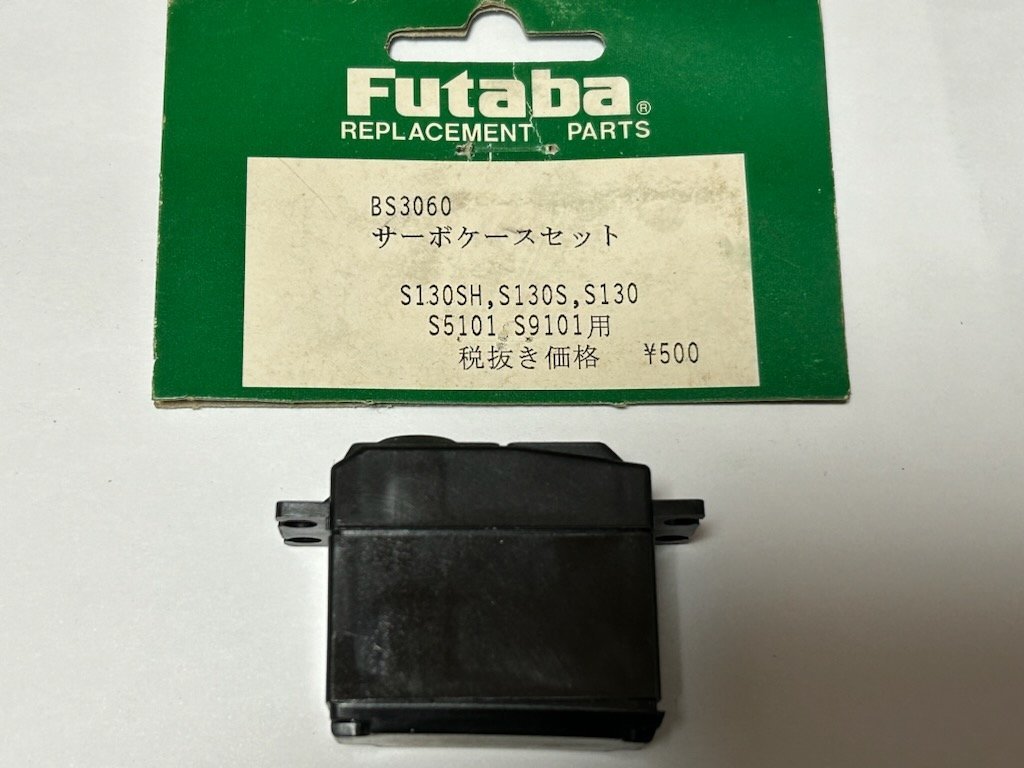 Futaba®
REPLACEMENT PARTS
BS3060
サーボケースセット
S130SH,S130S,S130
S5101 S9101用
税抜き価格 ¥500